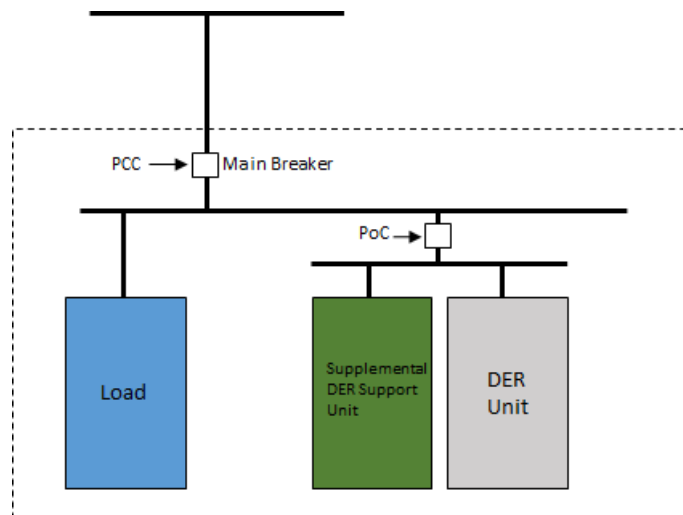 PCC
Main Breaker
PoC
Load
Supplemental
DER Support
Unit
DER
Unit